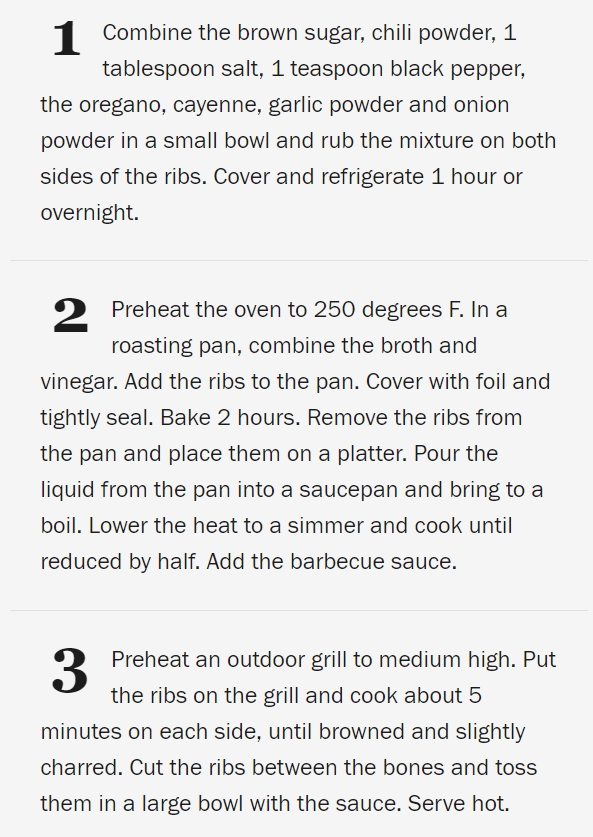 1 Combine the brown sugar, chili powder, 1
tablespoon salt, 1 teaspoon black pepper,
the oregano, cayenne, garlic powder and onion
powder in a small bowl and rub the mixture on both
sides of the ribs. Cover and refrigerate 1 hour or
overnight.
2 Preheat the oven to 250 degrees F. In a
roasting pan, combine the broth and
vinegar. Add the ribs to the pan. Cover with foil and
tightly seal. Bake 2 hours. Remove the ribs from
the pan and place them on a platter. Pour the
liquid from the pan into a saucepan and bring to a
boil. Lower the heat to a simmer and cook until
reduced by half. Add the barbecue sauce.
3 Preheat an outdoor grill to medium high. Put
the ribs on the grill and cook about 5
minutes on each side, until browned and slightly
charred. Cut the ribs between the bones and toss
them in a large bowl with the sauce. Serve hot.